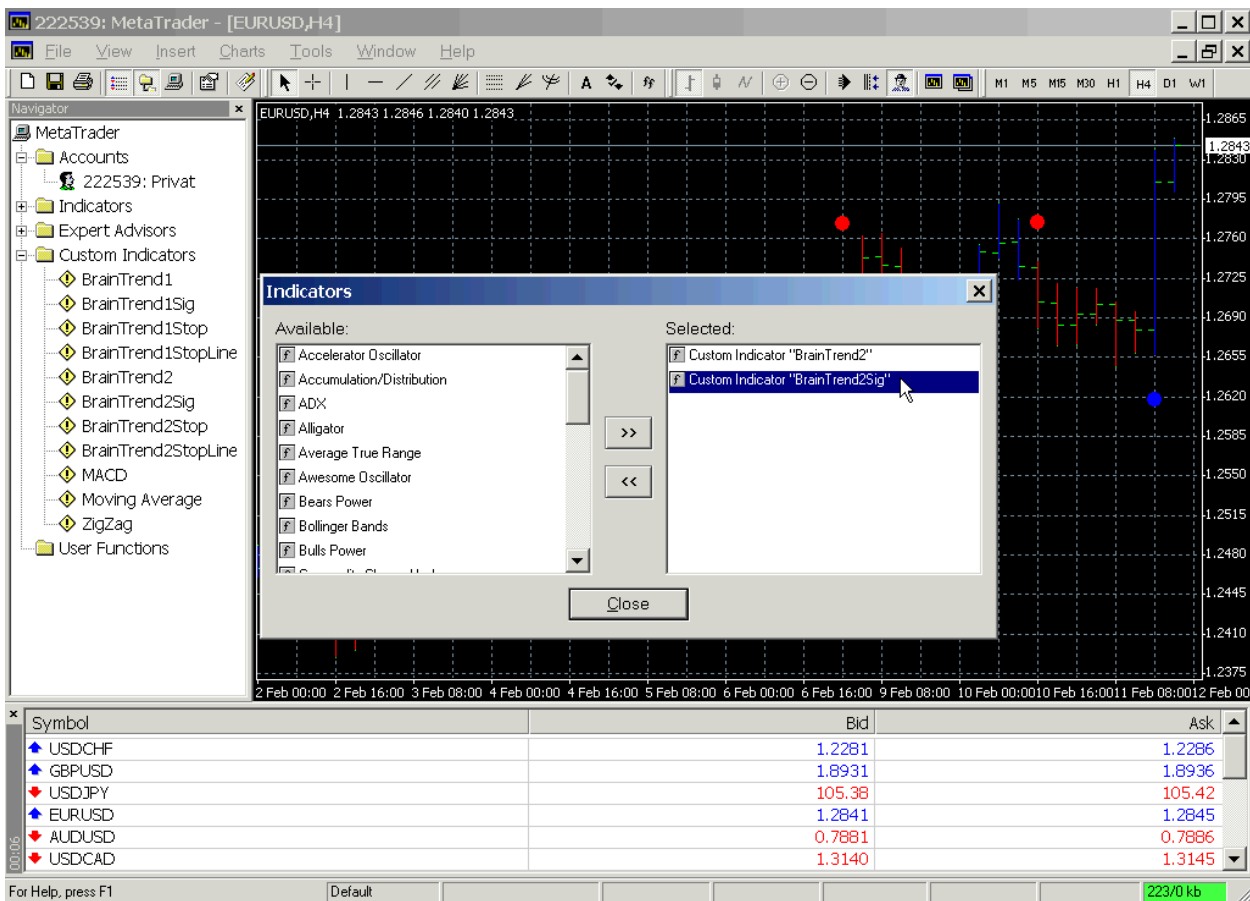 222539: MetaTrader - [EURUSD,H4]
File View Insert Charts Tools Window Help
A M1 M5 M15 M30 H1 H4 D1 W1
Navigator
MetaTrader
Accounts
222539: Privat
Indicators
Expert Advisors
Custom Indicators
BrainTrend1
BrainTrend1Sig
BrainTrend1Stop
BrainTrend1StopLine
BrainTrend2
BrainTrend2Sig
BrainTrend2Stop
BrainTrend2StopLine
MACD
Moving Average
ZigZag
User Functions
EURUSD,H4 1.2843 1.2846 1.2840 1.2843
1.2865
1.2843
1.2830
1.2795
1.2760
1.2725
1.2690
1.2655
1.2620
1.2585
1.2550
1.2515
1.2480
1.2445
1.2410
1.2375
Indicators
Available:
Accelerator Oscillator
Accumulation/Distribution
ADX
Alligator
Average True Range
Awesome Oscillator
Bears Power
Bollinger Bands
Bulls Power
>>
<<
Selected:
Custom Indicator "BrainTrend2"
Custom Indicator "BrainTrend2Sig"
Close
2 Feb 00:00 2 Feb 16:00 3 Feb 08:00 4 Feb 00:00 4 Feb 16:00 5 Feb 08:00 6 Feb 00:00 6 Feb 16:00 9 Feb 08:00 10 Feb 00:00 10 Feb 16:00 11 Feb 08:00 12 Feb 00
Symbol Bid Ask
USDCHF 1.2281 1.2286
GBPUSD 1.8931 1.8936
USDJPY 105.38 105.42
EURUSD 1.2841 1.2845
AUDUSD 0.7881 0.7886
USDCAD 1.3140 1.3145
00:06
For Help, press F1 Default 223/0 kb